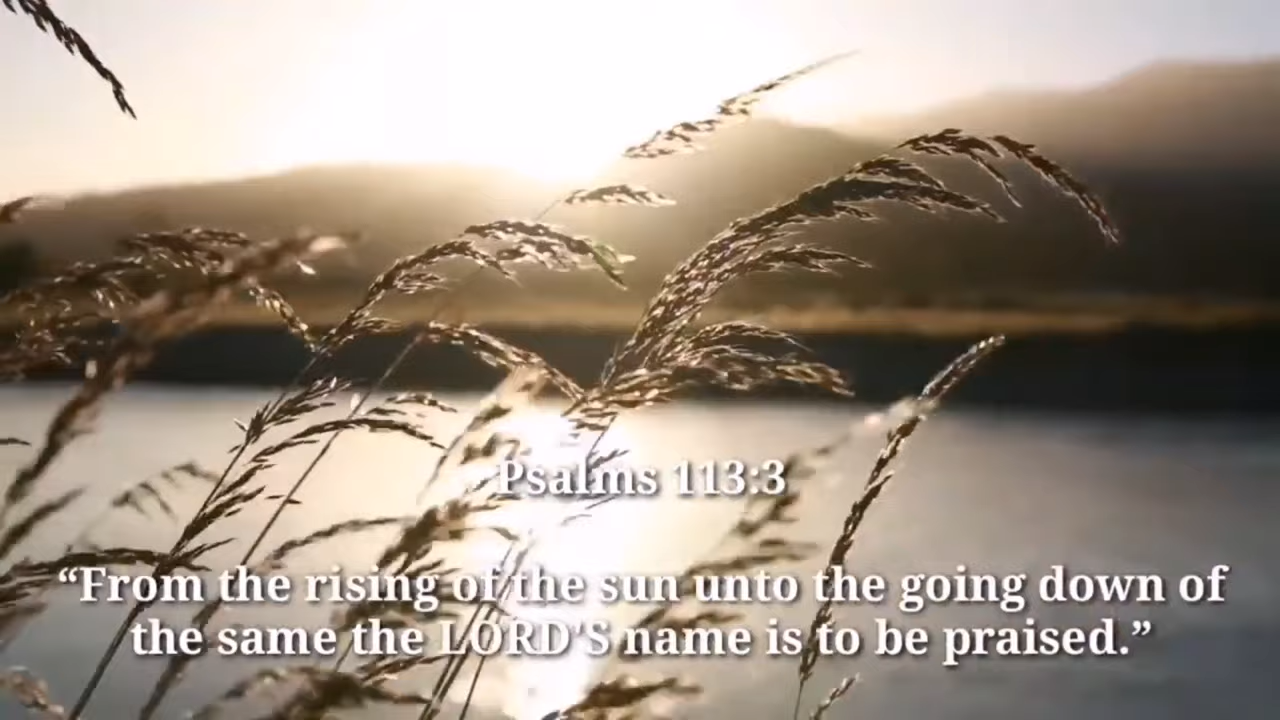 Psalms 113:3
“From the rising of the sun unto the going down of
the same the LORD'S name is to be praised.”